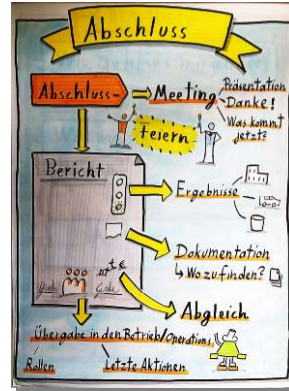 Abschluss
Abschluss-
Meeting
Präsentation
Danke!
Was kommt
jetzt?
Feiern
Bericht
Ergebnisse
Dokumentation
↳ Wo zu finden?
Abgleich
Übergabe in den Betrieb/Operations
Rollen
Letzte Aktionen